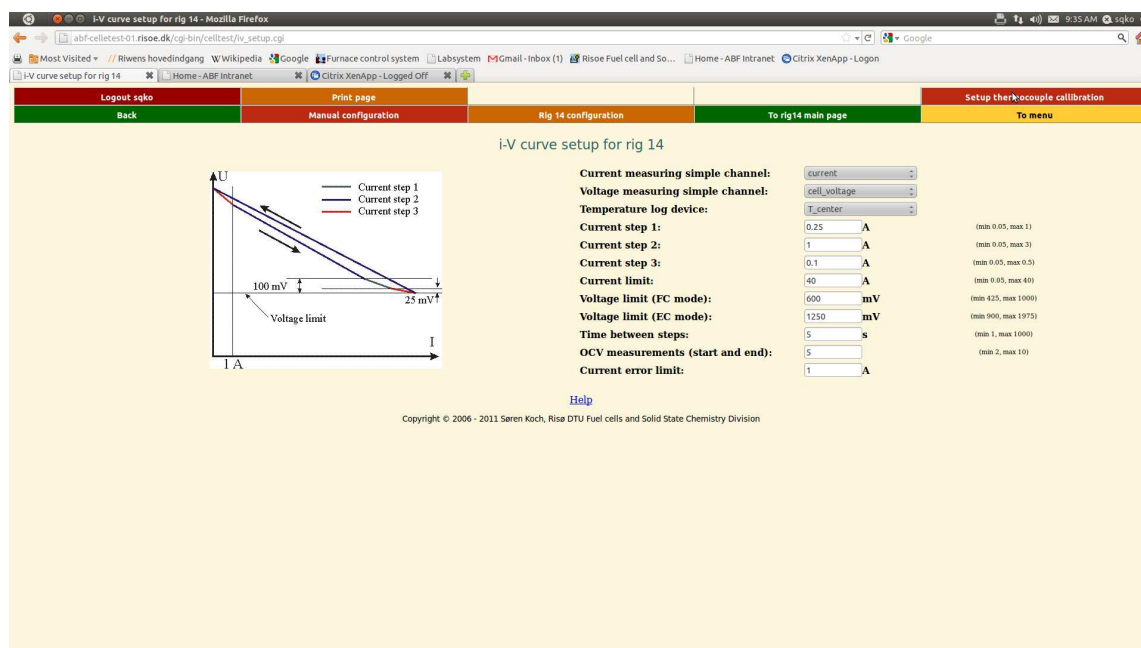 i-V curve setup for rig 14 - Mozilla Firefox
9:35 AM sqko
abf-celletest-01.risoe.dk/cgi-bin/celltest/iv_setup.cgi
Google
Most Visited Riwens hovedindgang Wikipedia Google Furnace control system Labsystem Gmail - Inbox (1) Risoe Fuel cell and So... Home - ABF Intranet Citrix XenApp - Logon
i-V curve setup for rig 14 Home - ABF Intranet Citrix XenApp - Logged Off
Logout sqko Print page Setup thermocouple callibration
Back Manual configuration Rig 14 configuration To rig14 main page To menu
i-V curve setup for rig 14
U
Current step 1
Current step 2
Current step 3
100 mV
25 mV
Voltage limit
I
1 A
Current measuring simple channel: current
Voltage measuring simple channel: cell_voltage
Temperature log device: T_center
Current step 1: 0.25 A (min 0.05, max 1)
Current step 2: 1 A (min 0.05, max 3)
Current step 3: 0.1 A (min 0.05, max 0.5)
Current limit: 40 A (min 0.05, max 40)
Voltage limit (FC mode): 600 mV (min 425, max 1000)
Voltage limit (EC mode): 1250 mV (min 900, max 1975)
Time between steps: 5 s (min 1, max 1000)
OCV measurements (start and end): 5 (min 2, max 10)
Current error limit: 1 A
Help
Copyright © 2006 - 2011 Søren Koch, Risø DTU Fuel cells and Solid State Chemistry Division